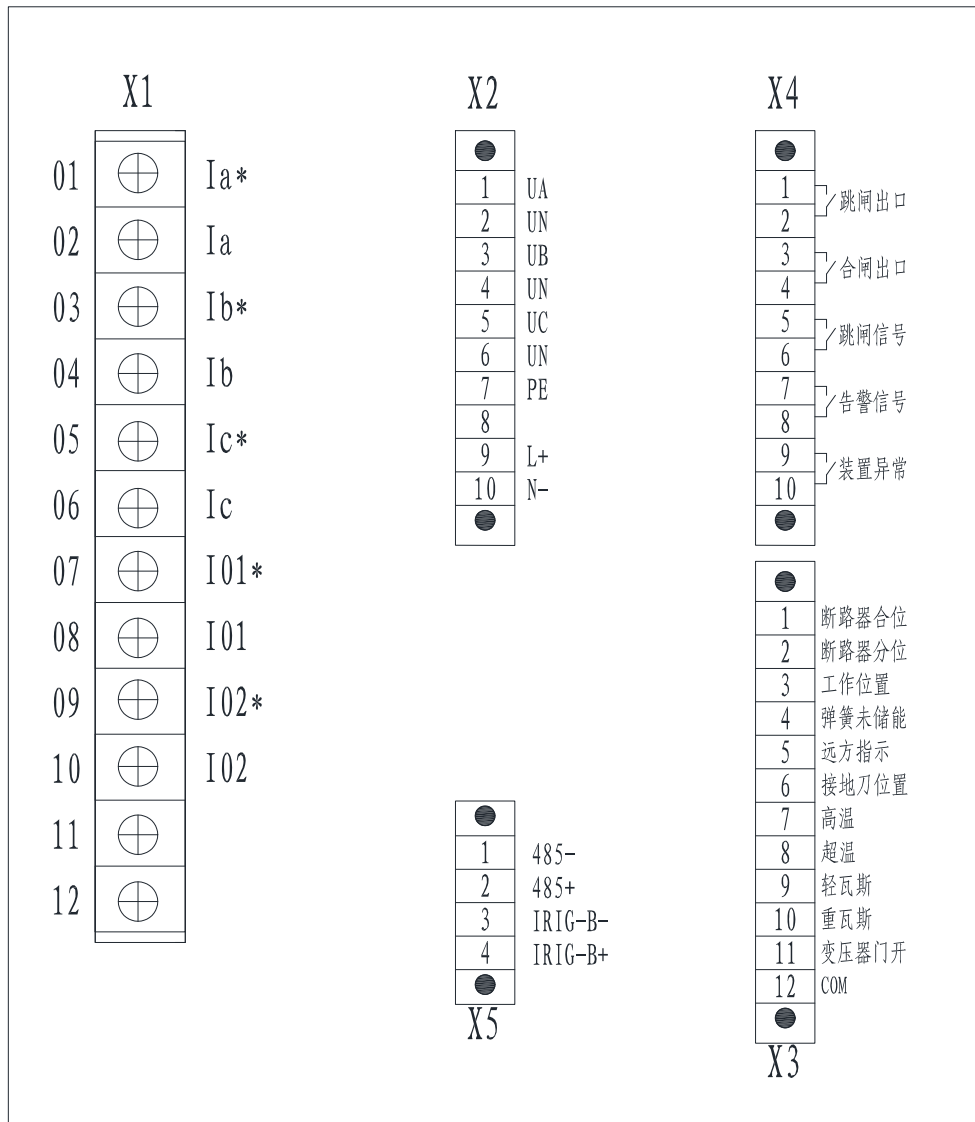 X1
01 Ia*
02 Ia
03 Ib*
04 Ib
05 Ic*
06 Ic
07 I01*
08 I01
09 I02*
10 I02
11
12
X2
1 UA
2 UN
3 UB
4 UN
5 UC
6 UN
7 PE
8
9 L+
10 N-
1 485-
2 485+
3 IRIG-B-
4 IRIG-B+
X5
X4
1
跳闸出口
2
3
合闸出口
4
5
跳闸信号
6
7
告警信号
8
9
装置异常
10
1 断路器合位
2 断路器分位
3 工作位置
4 弹簧未储能
5 远方指示
6 接地刀位置
7 高温
8 超温
9 轻瓦斯
10 重瓦斯
11 变压器门开
12 COM
X3